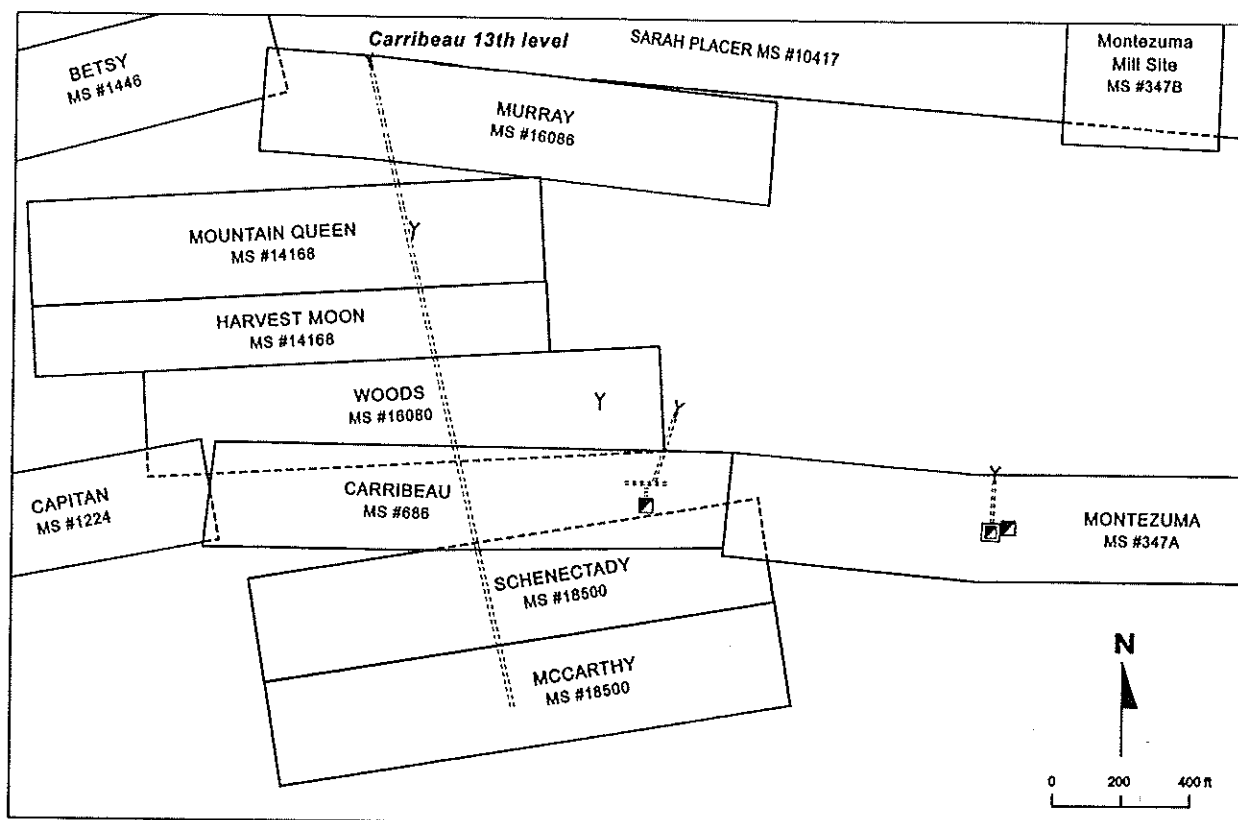 Carribeau 13th level
SARAH PLACER MS #10417
Montezuma
Mill Site
MS #347B
BETSY
MS #1446
MURRAY
MS #16086
MOUNTAIN QUEEN
MS #14168
HARVEST MOON
MS #14168
WOODS
MS #16080
CAPITAN
MS #1224
CARRIBEAU
MS #686
MONTEZUMA
MS #347A
SCHENECTADY
MS #18500
MCCARTHY
MS #18500
N
0 200 400 ft